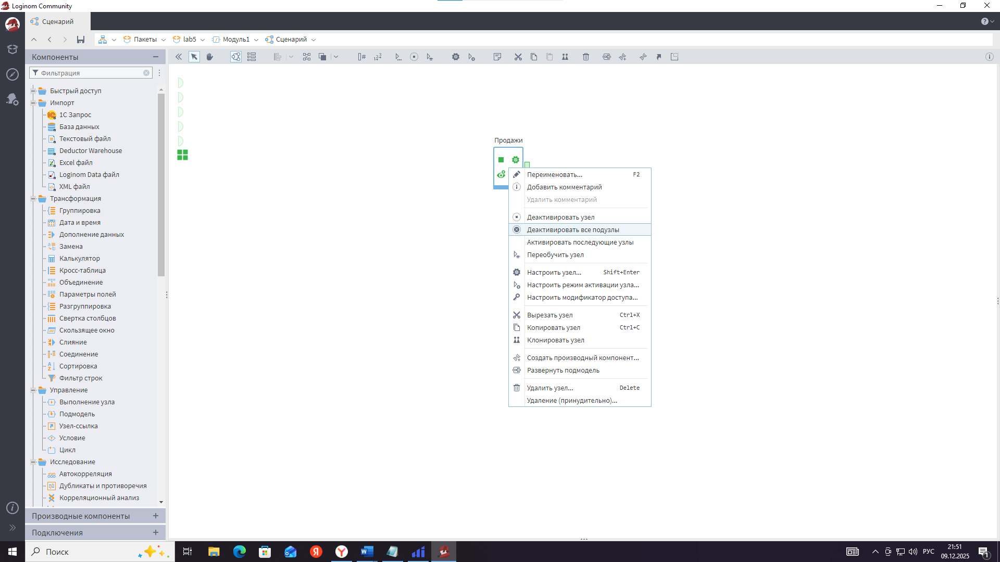 Loginom Community
Сценарий
Пакеты
lab5
Модуль1
Сценарий
Компоненты
Фильтрация
Быстрый доступ
Импорт
1С Запрос
База данных
Текстовый файл
Deductor Warehouse
Excel файл
Loginom Data файл
XML файл
Трансформация
Группировка
Дата и время
Дополнение данных
Замена
Калькулятор
Кросс-таблица
Объединение
Параметры полей
Разгруппировка
Свертка столбцов
Скользящее окно
Слияние
Соединение
Сортировка
Фильтр строк
Управление
Выполнение узла
Подмодель
Узел-ссылка
Условие
Цикл
Исследование
Автокорреляция
Дубликаты и противоречия
Корреляционный анализ
Производные компоненты
Подключения
Продажи
Переименовать... F2
Добавить комментарий
Удалить комментарий
Деактивировать узел
Деактивировать все подузлы
Активировать последующие узлы
Переобучить узел
Настроить узел... Shift+Enter
Настроить режим активации узла...
Настроить модификатор доступа...
Вырезать узел Ctrl+X
Копировать узел Ctrl+C
Клонировать узел
Создать производный компонент...
Развернуть подмодель
Удалить узел... Delete
Удаление (принудительно)...
Поиск
РУС
21:51
09.12.2025
1